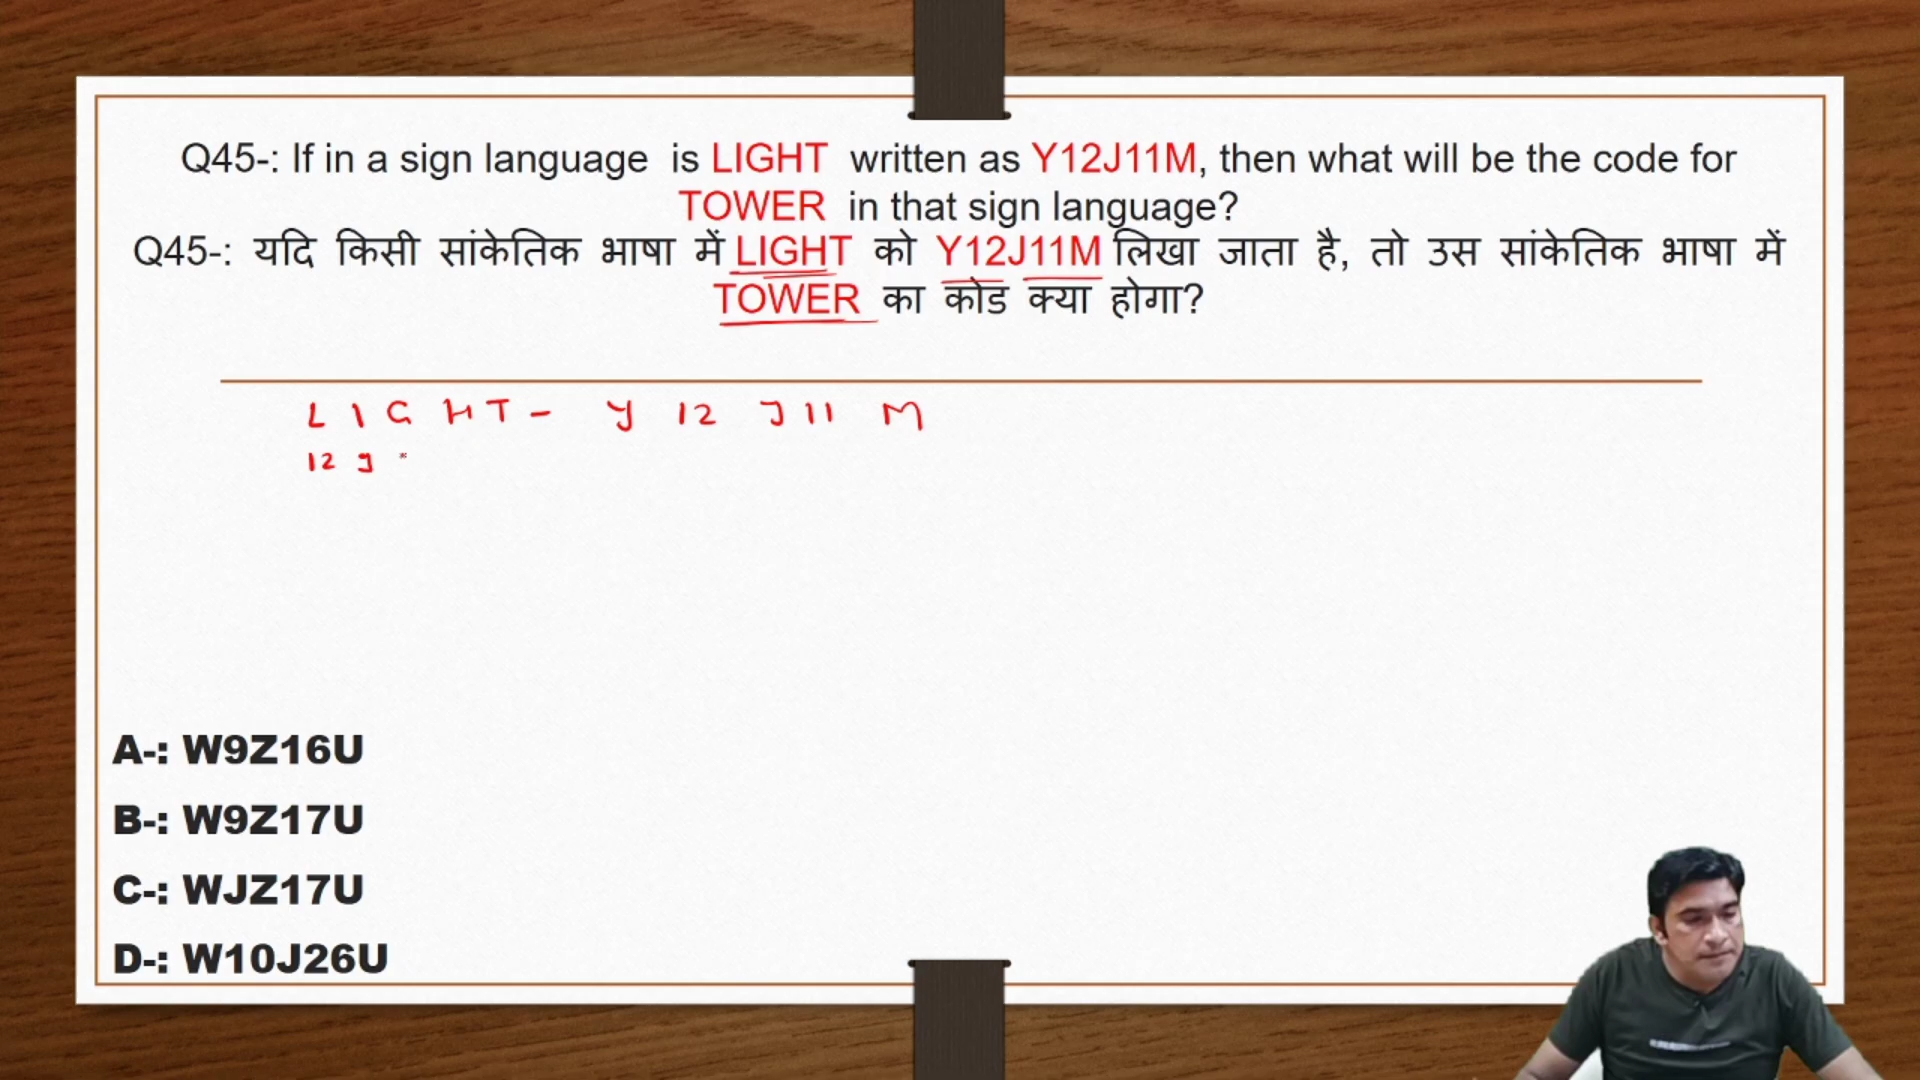 Q45-: If in a sign language is LIGHT written as Y12J11M, then what will be the code for
TOWER in that sign language?
Q45-: यदि किसी सांकेतिक भाषा में LIGHT को Y12J11M लिखा जाता है, तो उस सांकेतिक भाषा में
TOWER का कोड क्या होगा?
L I G H T - Y 12 J 11 M
12 9
A-: W9Z16U
B-: W9Z17U
C-: WJZ17U
D-: W10J26U